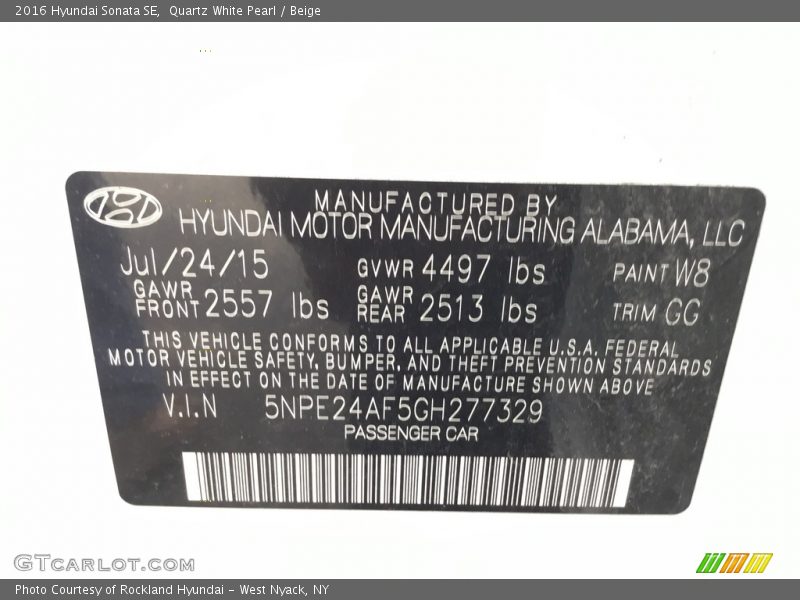 2016 Hyundai Sonata SE,  Quartz White Pearl / Beige
MANUFACTURED BY
HYUNDAI MOTOR MANUFACTURING ALABAMA, LLC
Jul/24/15 GVWR 4497 lbs PAINT W8
GAWR FRONT 2557 lbs GAWR REAR 2513 lbs TRIM GG
THIS VEHICLE CONFORMS TO ALL APPLICABLE U.S.A. FEDERAL
MOTOR VEHICLE SAFETY, BUMPER, AND THEFT PREVENTION STANDARDS
IN EFFECT ON THE DATE OF MANUFACTURE SHOWN ABOVE
V.I.N 5NPE24AF5GH277329
PASSENGER CAR
GTCARLOT.COM
Photo Courtesy of Rockland Hyundai - West Nyack, NY